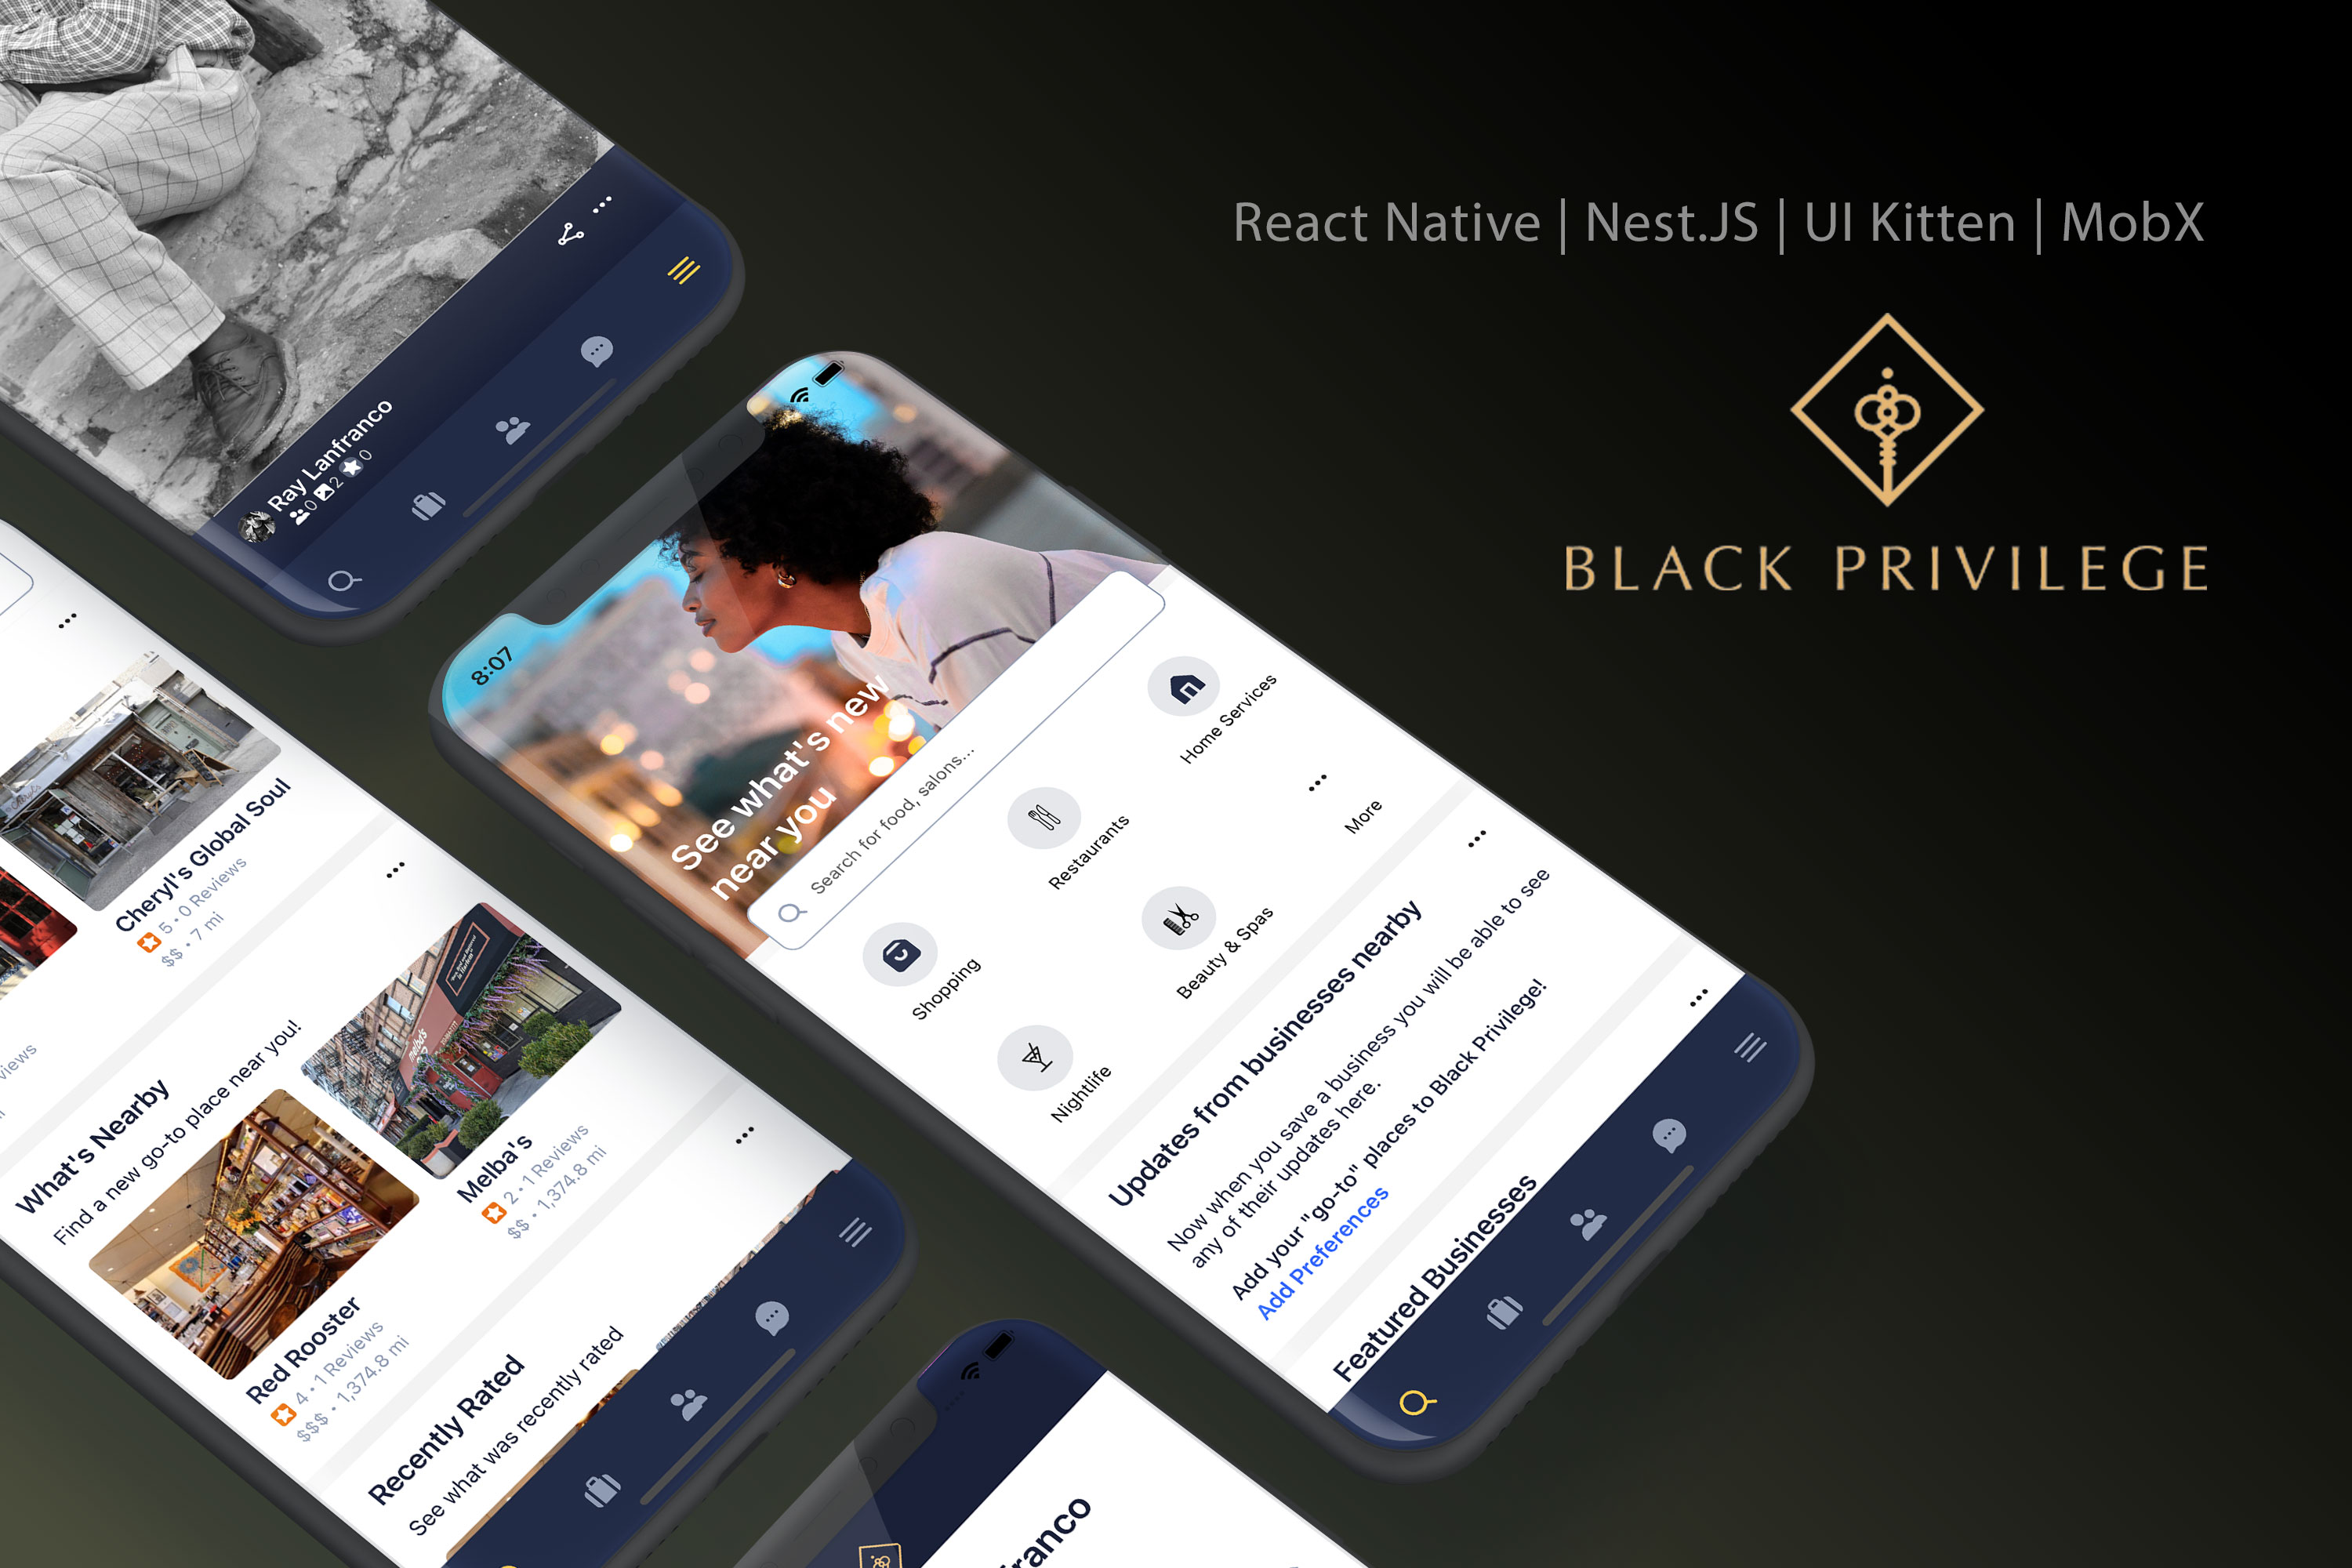 React Native | Nest.JS | UI Kitten | MobX
BLACK PRIVILEGE
Ray Lanfranco
0 2 0
8:07
See what's new
near you
Search for food, salons...
Shopping
Restaurants
Home Services
Nightlife
Beauty & Spas
More
Updates from businesses nearby
Now when you save a business you will be able to see
any of their updates here.
Add your "go-to" places to Black Privilege!
Add Preferences
Featured Businesses
Cheryl's Global Soul
5 • 0 Reviews
$$ • 7 mi
What's Nearby
Find a new go-to place near you!
Red Rooster
4 • 1 Reviews
$$$ • 1,374.8 mi
Melba's
2 • 1 Reviews
$$ • 1,374.8 mi
Recently Rated
See what was recently rated
melba's